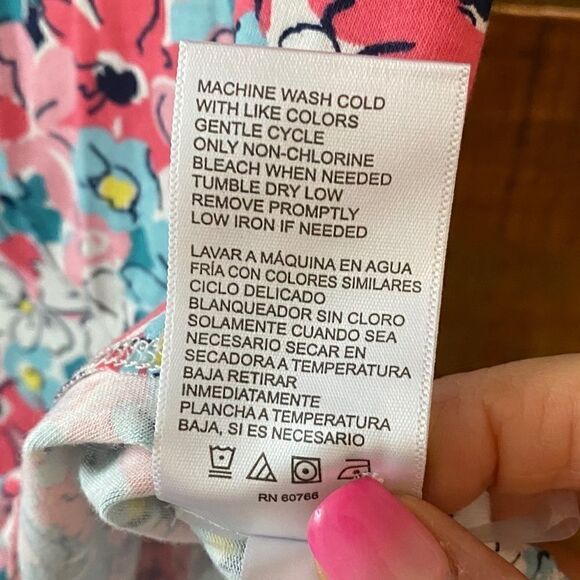 MACHINE WASH COLD
WITH LIKE COLORS
GENTLE CYCLE
ONLY NON-CHLORINE
BLEACH WHEN NEEDED
TUMBLE DRY LOW
REMOVE PROMPTLY
LOW IRON IF NEEDED
LAVAR A MÁQUINA EN AGUA
FRÍA CON COLORES SIMILARES
CICLO DELICADO
BLANQUEADOR SIN CLORO
SOLAMENTE CUANDO SEA
NECESARIO SECAR EN
SECADORA A TEMPERATURA
BAJA RETIRAR
INMEDIATAMENTE
PLANCHA A TEMPERATURA
BAJA, SI ES NECESARIO
RN 60766